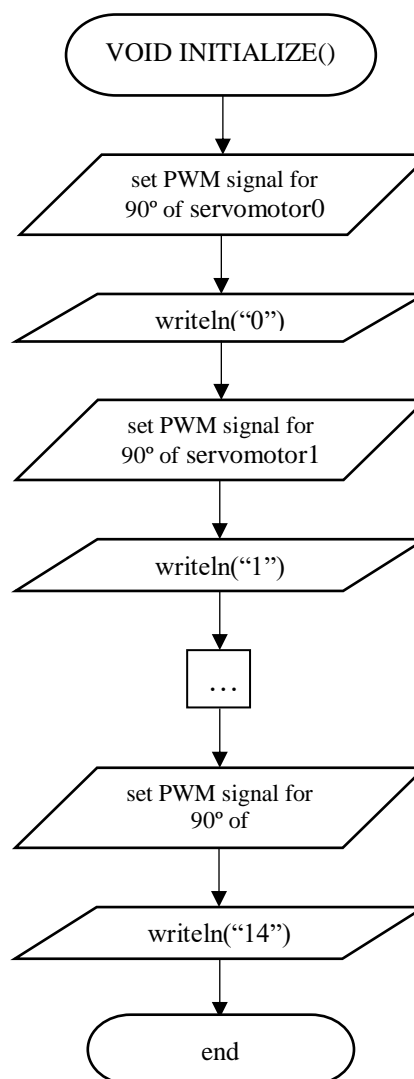 VOID INITIALIZE()
set PWM signal for
90º of servomotor0
writeln(“0”)
set PWM signal for
90º of servomotor1
writeln(“1”)
…
set PWM signal for
90º of
writeln(“14”)
end